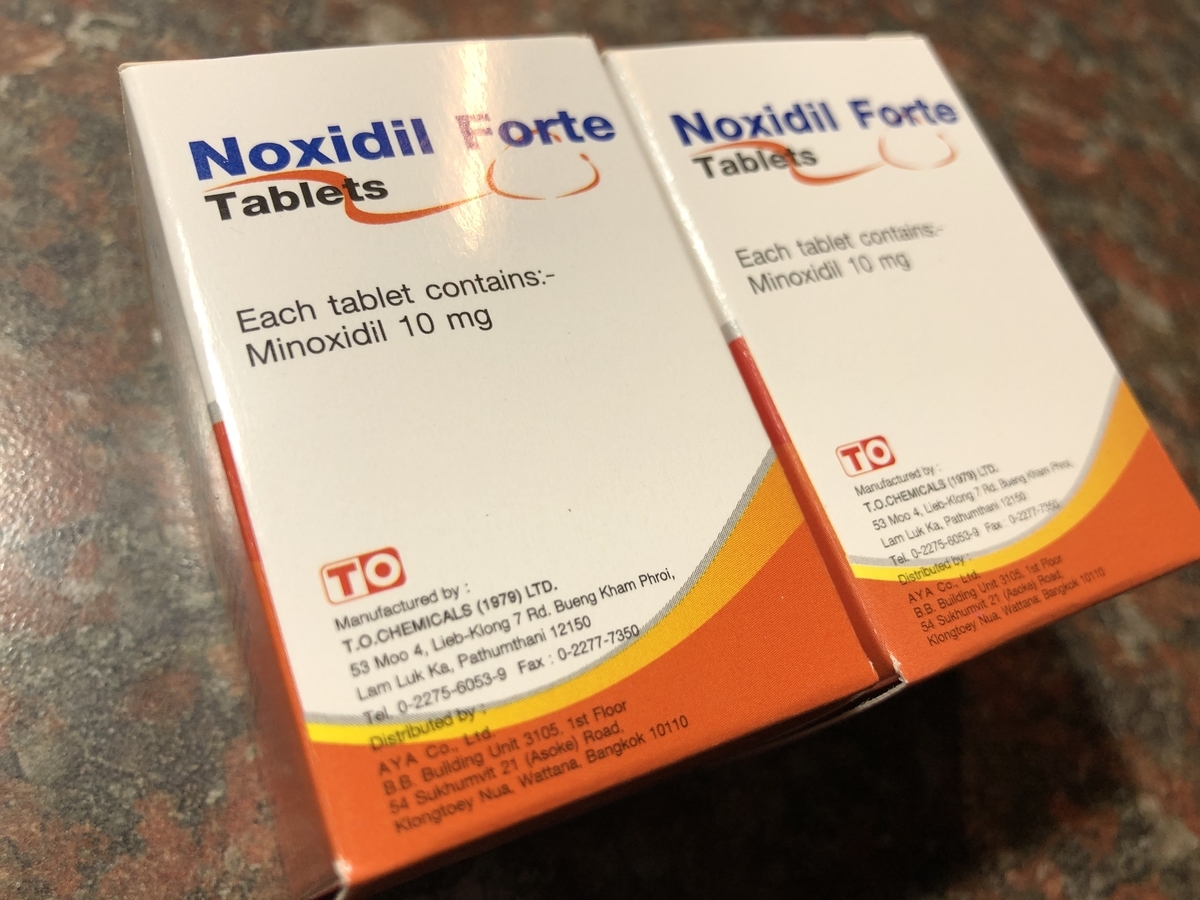 Noxidil Forte
Tablets
Each tablet contains:-
Minoxidil 10 mg
TO
Manufactured by :
T.O.CHEMICALS (1979) LTD.
53 Moo 4, Lieb-Klong 7 Rd. Bueng Kham Phroi,
Lam Luk Ka, Pathumthani 12150
Tel. 0-2275-6053-9 Fax : 0-2277-7350
Distributed by :
AYA Co., Ltd.
B.B. Building Unit 3105, 1st Floor
54 Sukhumvit 21 (Asoke) Road,
Klongtoey Nua, Wattana, Bangkok 10110
Noxidil Forte
Tablets
Each tablet contains:-
Minoxidil 10 mg
TO
Manufactured by :
T.O.CHEMICALS (1979) LTD.
53 Moo 4, Lieb-Klong 7 Rd. Bueng Kham Phroi,
Lam Luk Ka, Pathumthani 12150
Tel. 0-2275-6053-9 Fax : 0-2277-7350
Distributed by :
AYA Co., Ltd.
B.B. Building Unit 3105, 1st Floor
54 Sukhumvit 21 (Asoke) Road,
Klongtoey Nua, Wattana, Bangkok 10110